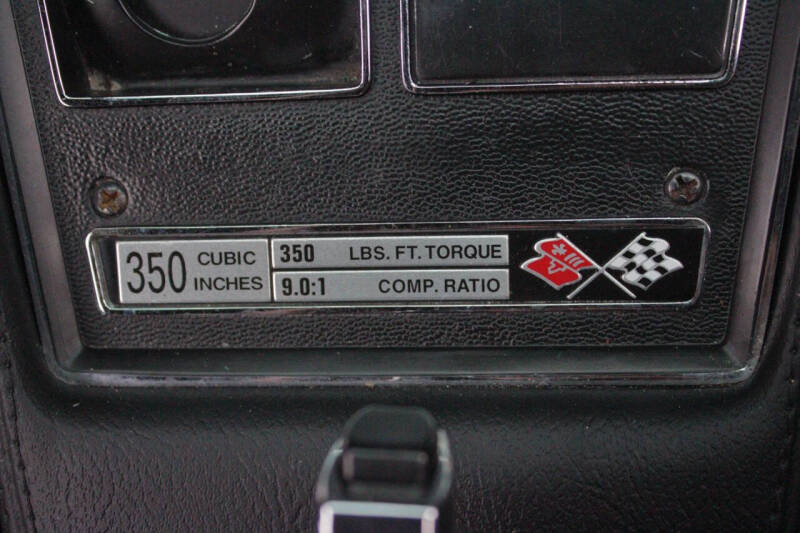 350 CUBIC INCHES
350 LBS. FT. TORQUE
9.0:1 COMP. RATIO